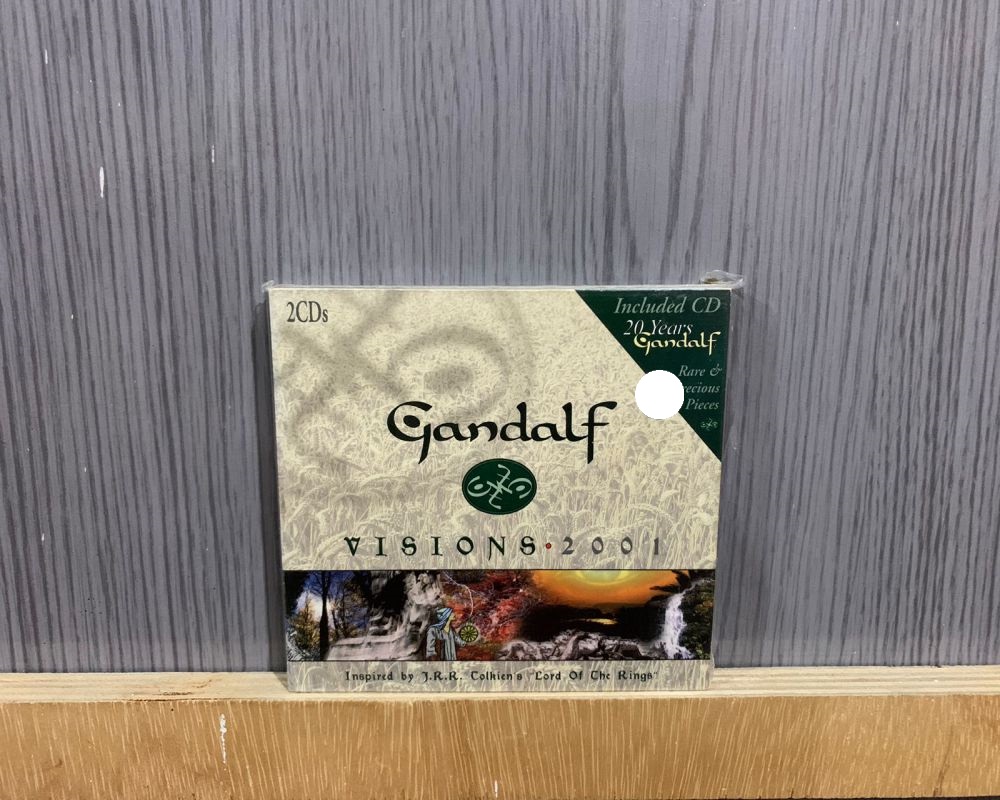 2CDs
Included CD
20 Years
Gandalf
Rare &
Pieces
Gandalf
VISIONS·2001
Inspired by J.R.R. Tolkien's "Lord Of The Rings"